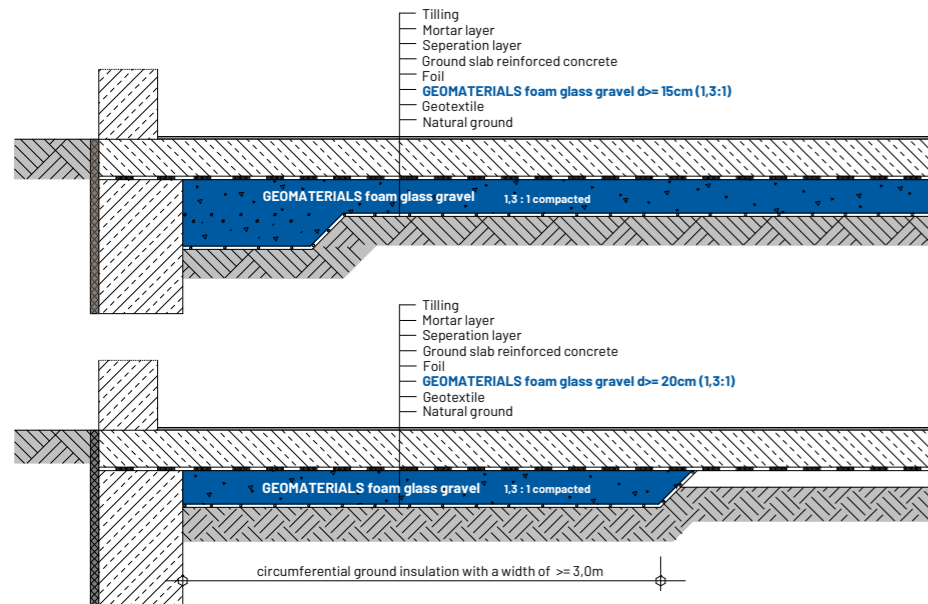 Tilling
Mortar layer
Seperation layer
Ground slab reinforced concrete
Foil
GEOMATERIALS foam glass gravel d>= 15cm (1,3:1)
Geotextile
Natural ground
GEOMATERIALS foam glass gravel 1,3 : 1 compacted
Tilling
Mortar layer
Seperation layer
Ground slab reinforced concrete
Foil
GEOMATERIALS foam glass gravel d>= 20cm (1,3:1)
Geotextile
Natural ground
GEOMATERIALS foam glass gravel 1,3 : 1 compacted
circumferential ground insulation with a width of >= 3,0m